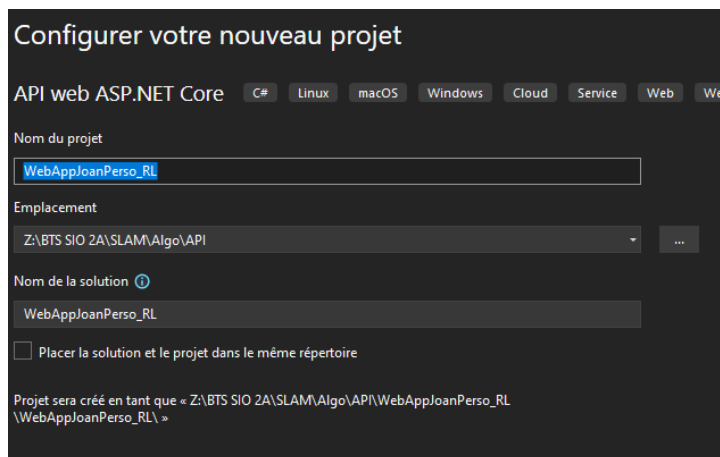 Configurer votre nouveau projet
API web ASP.NET Core C# Linux macOS Windows Cloud Service Web
Nom du projet
WebAppJoanPerso_RL
Emplacement
Z:\BTS SIO 2A\SLAM\Algo\API ...
Nom de la solution
WebAppJoanPerso_RL
Placer la solution et le projet dans le même répertoire
Projet sera créé en tant que « Z:\BTS SIO 2A\SLAM\Algo\API\WebAppJoanPerso_RL
\WebAppJoanPerso_RL\ »